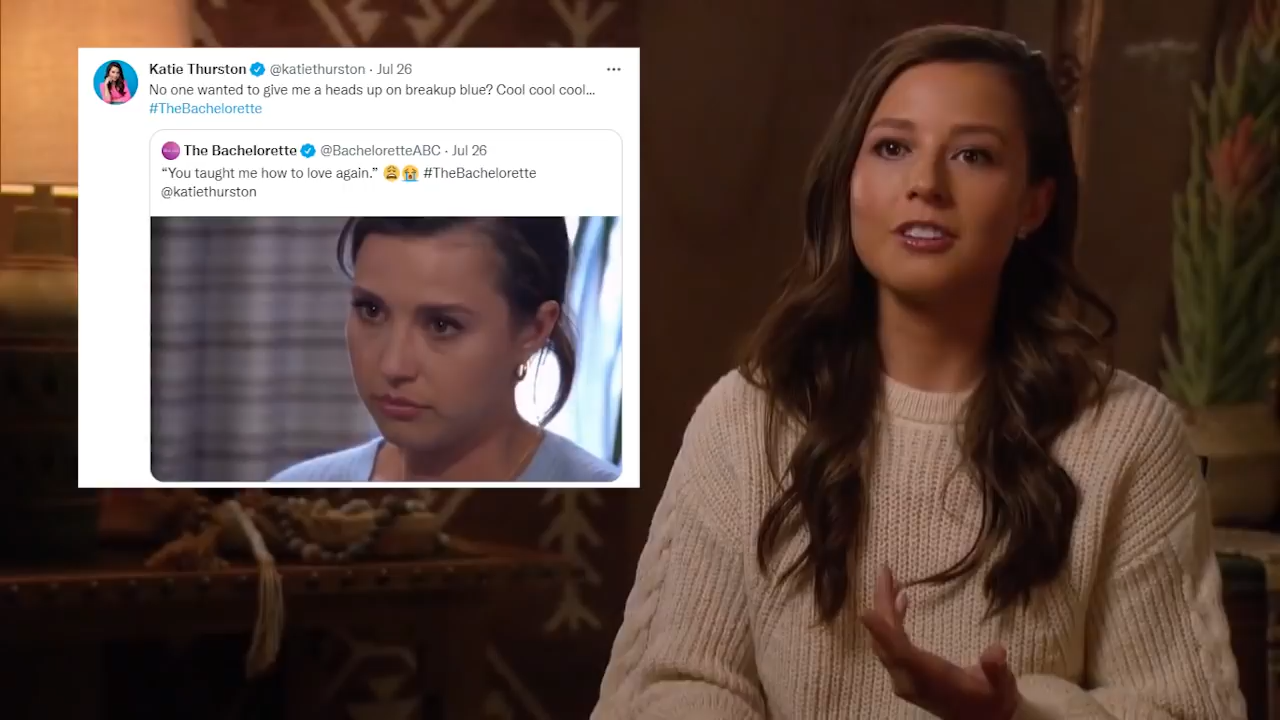 Katie Thurston @katiethurston · Jul 26
No one wanted to give me a heads up on breakup blue? Cool cool cool...
#TheBachelorette
The Bachelorette @BacheloretteABC · Jul 26
“You taught me how to love again.” 😩😭 #TheBachelorette
@katiethurston